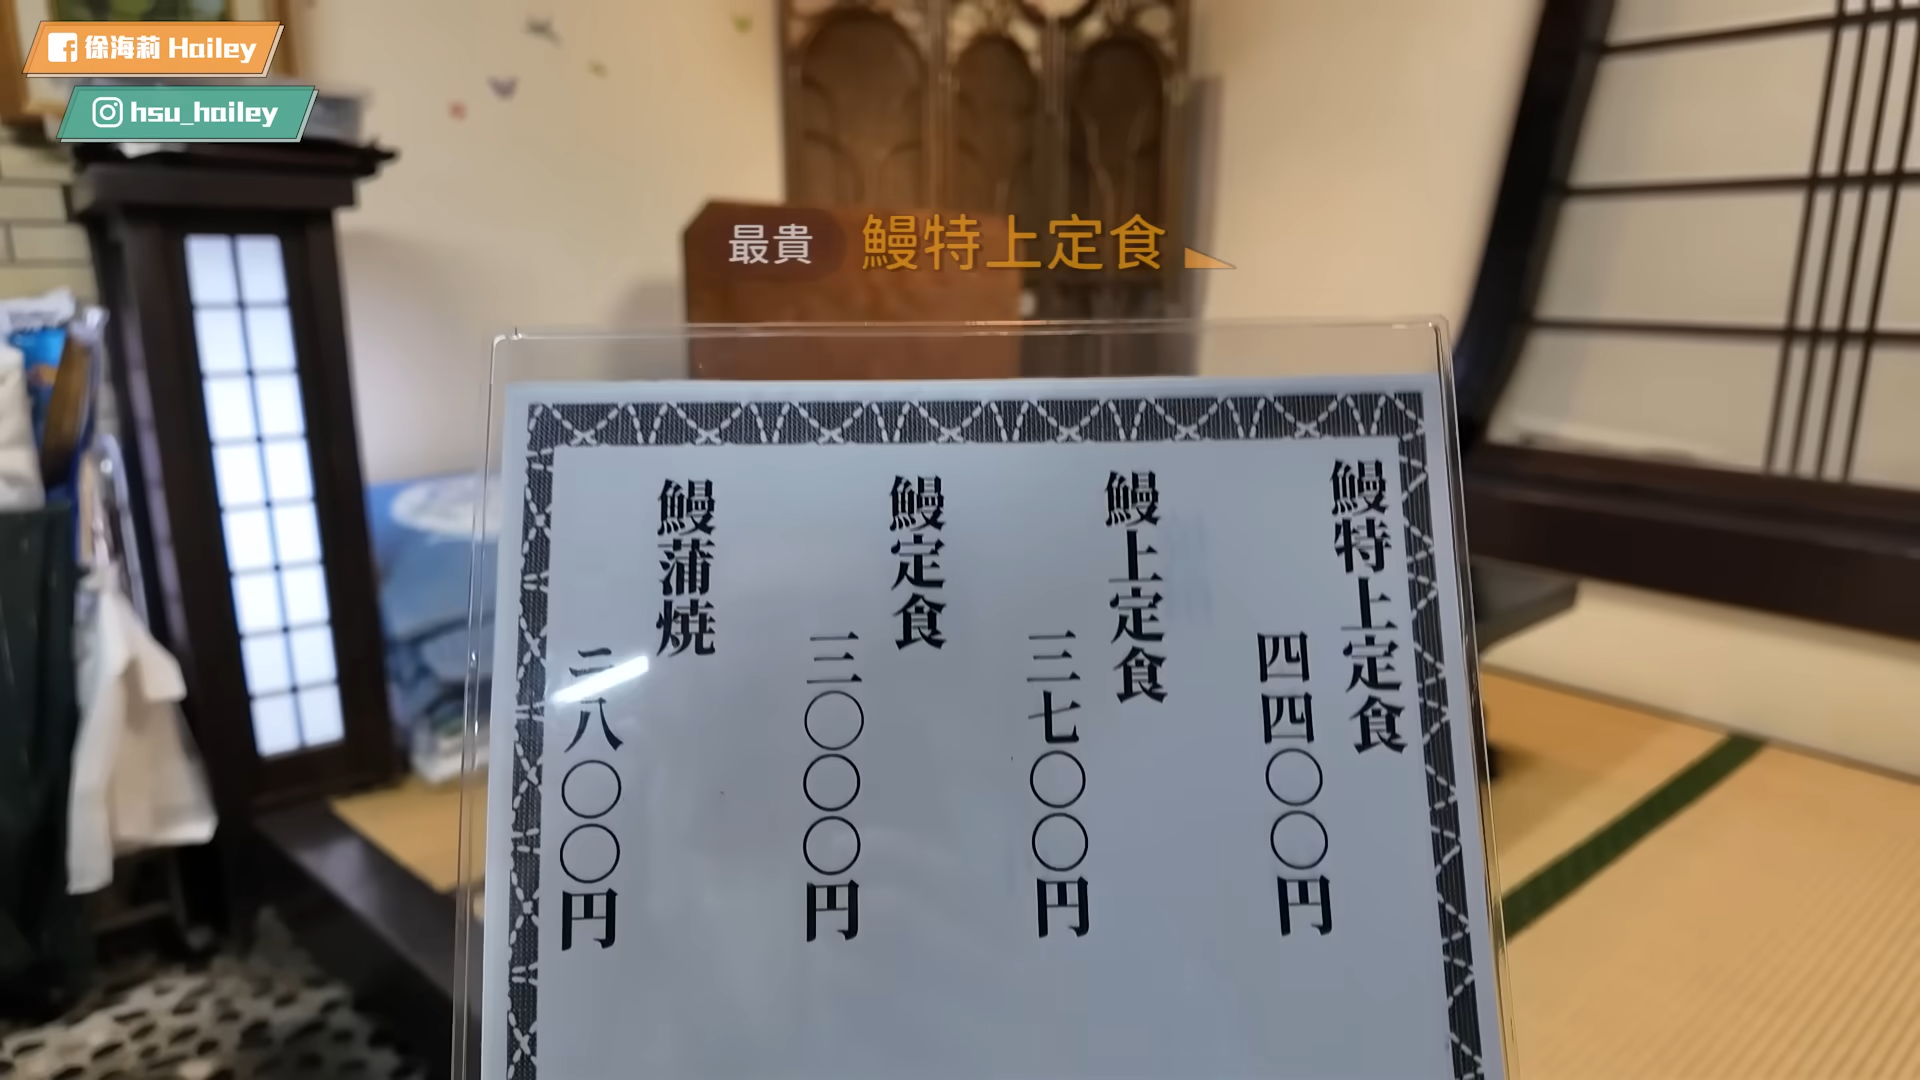 徐海莉 Hailey
hsu_hailey
最貴 鰻特上定食
鰻特上定食
四四〇〇円
鰻上定食
三七〇〇円
鰻定食
三〇〇〇円
鰻蒲焼
二八〇〇円